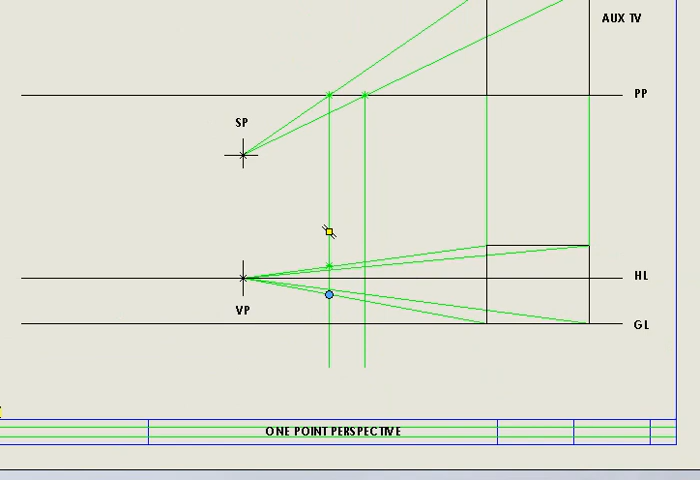 AUX TV
PP
SP
HL
VP
GL
ONE POINT PERSPECTIVE